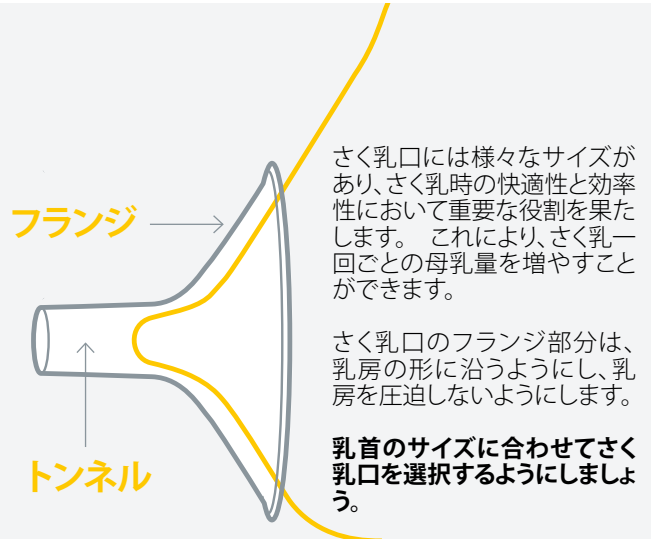 フランジ
トンネル
さく乳口には様々なサイズが
あり、さく乳時の快適性と効率
性において重要な役割を果た
します。 これにより、さく乳一
回ごとの母乳量を増やすこと
ができます。
さく乳口のフランジ部分は、
乳房の形に沿うようにし、乳
房を圧迫しないようにします。
乳首のサイズに合わせてさく
乳口を選択するようにしましょ
う。